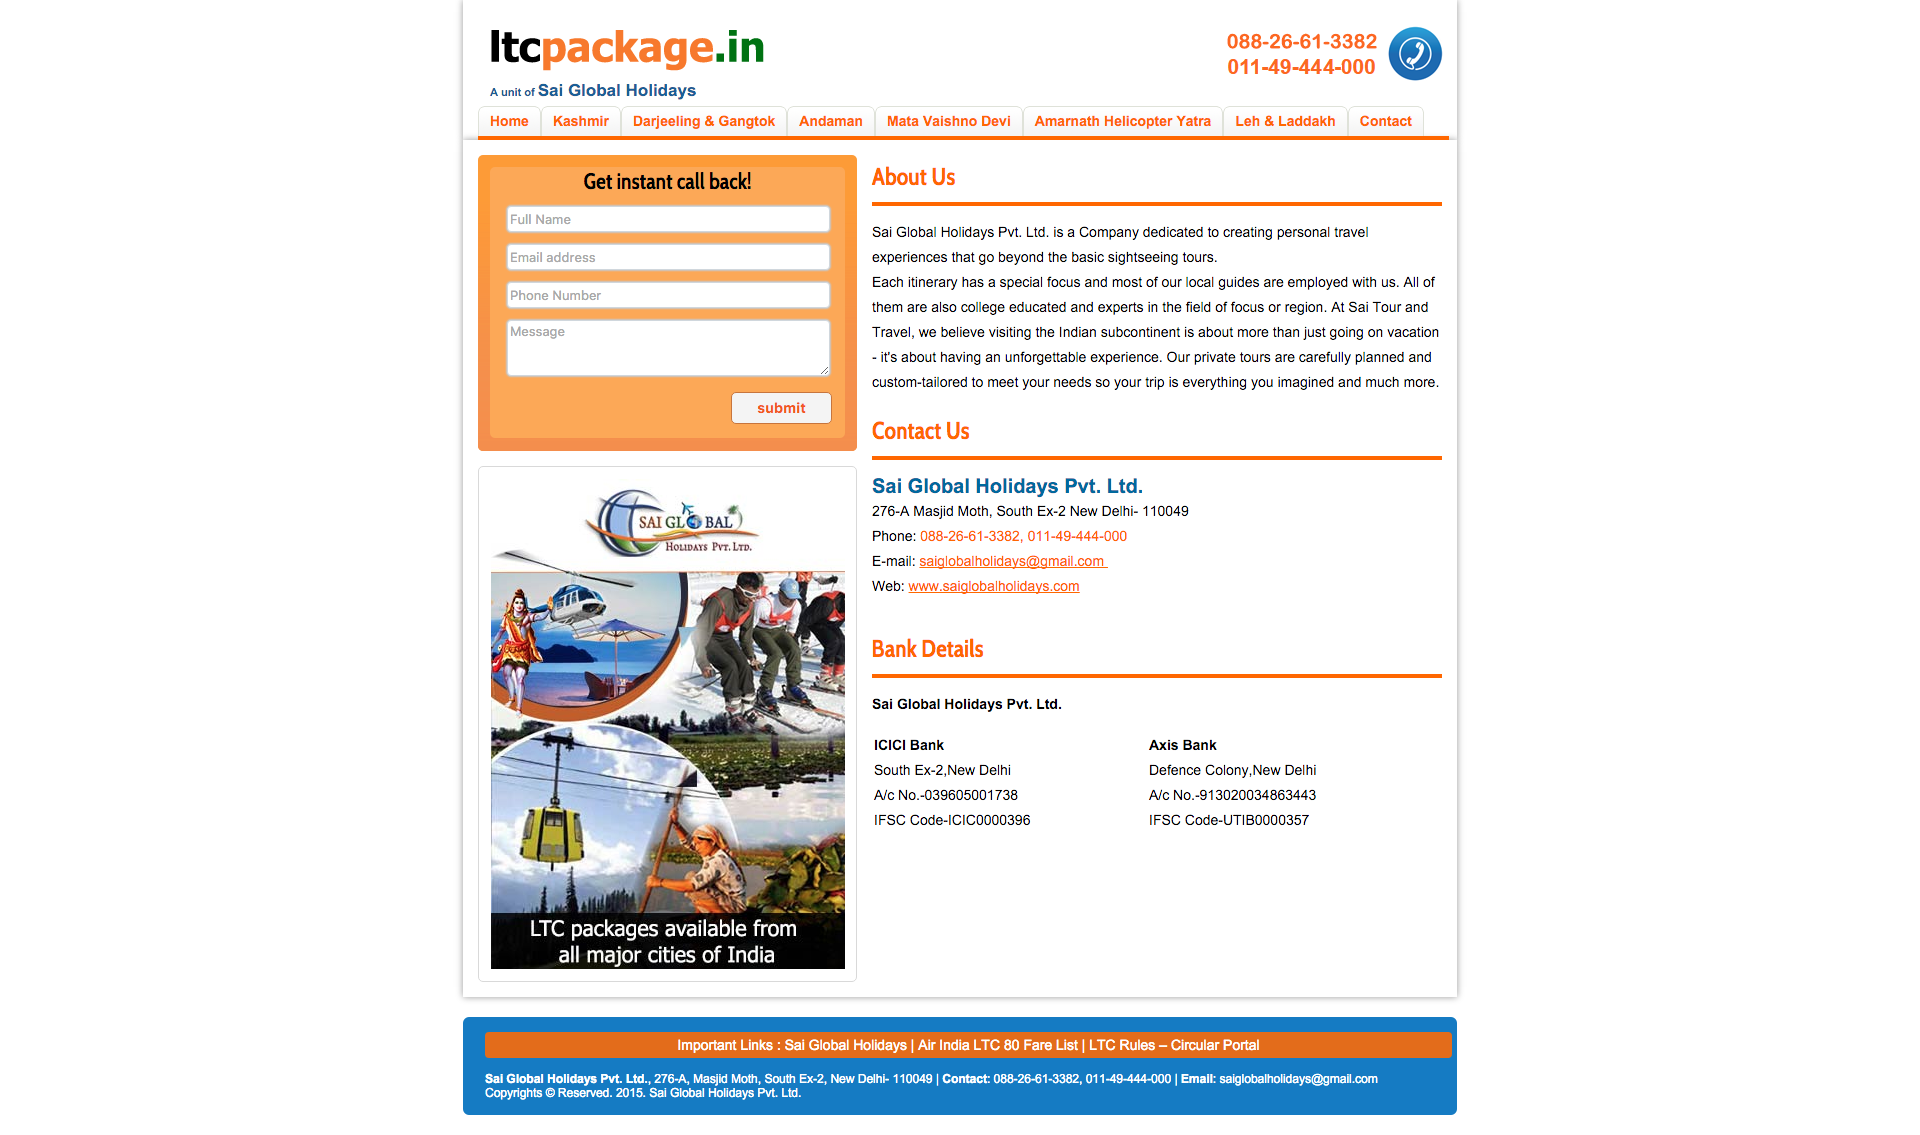 ltcpackage.in
A unit of Sai Global Holidays
088-26-61-3382
011-49-444-000
Home
Kashmir
Darjeeling & Gangtok
Andaman
Mata Vaishno Devi
Amarnath Helicopter Yatra
Leh & Laddakh
Contact
Get instant call back!
Full Name
Email address
Phone Number
Message
submit
SAI GLOBAL
HOLIDAYS PVT. LTD.
LTC packages available from
all major cities of India
About Us
Sai Global Holidays Pvt. Ltd. is a Company dedicated to creating personal travel
experiences that go beyond the basic sightseeing tours.
Each itinerary has a special focus and most of our local guides are employed with us. All of
them are also college educated and experts in the field of focus or region. At Sai Tour and
Travel, we believe visiting the Indian subcontinent is about more than just going on vacation
- it's about having an unforgettable experience. Our private tours are carefully planned and
custom-tailored to meet your needs so your trip is everything you imagined and much more.
Contact Us
Sai Global Holidays Pvt. Ltd.
276-A Masjid Moth, South Ex-2 New Delhi- 110049
Phone: 088-26-61-3382, 011-49-444-000
E-mail: saiglobalholidays@gmail.com
Web: www.saiglobalholidays.com
Bank Details
Sai Global Holidays Pvt. Ltd.
ICICI Bank
South Ex-2,New Delhi
A/c No.-039605001738
IFSC Code-ICIC0000396
Axis Bank
Defence Colony,New Delhi
A/c No.-913020034863443
IFSC Code-UTIB0000357
Important Links : Sai Global Holidays | Air India LTC 80 Fare List | LTC Rules – Circular Portal
Sai Global Holidays Pvt. Ltd., 276-A, Masjid Moth, South Ex-2, New Delhi- 110049 | Contact: 088-26-61-3382, 011-49-444-000 | Email: saiglobalholidays@gmail.com
Copyrights © Reserved. 2015. Sai Global Holidays Pvt. Ltd.